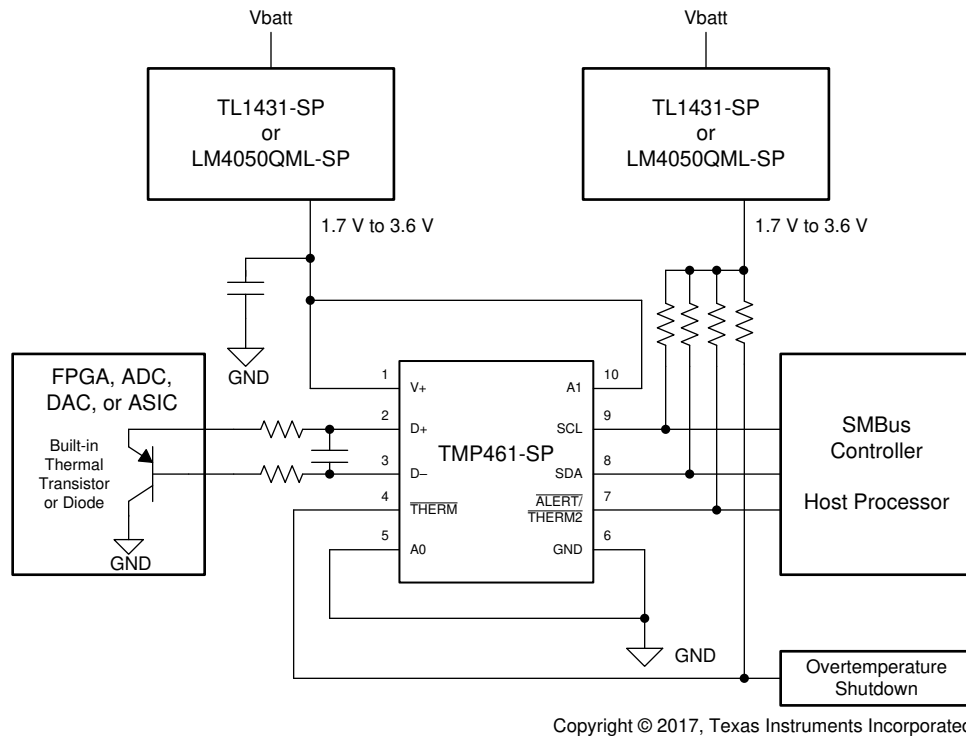 Vbatt
Vbatt
TL1431-SP
or
LM4050QML-SP
TL1431-SP
or
LM4050QML-SP
1.7 V to 3.6 V
1.7 V to 3.6 V
GND
FPGA, ADC,
DAC, or ASIC
Built-in
Thermal
Transistor
or Diode
GND
1
V+
2
D+
3
D−
4
THERM
5
A0
TMP461-SP
10
A1
9
SCL
8
SDA
7
ALERT/
THERM2
6
GND
SMBus
Controller
Host Processor
GND
Overtemperature
Shutdown
Copyright © 2017, Texas Instruments Incorporated